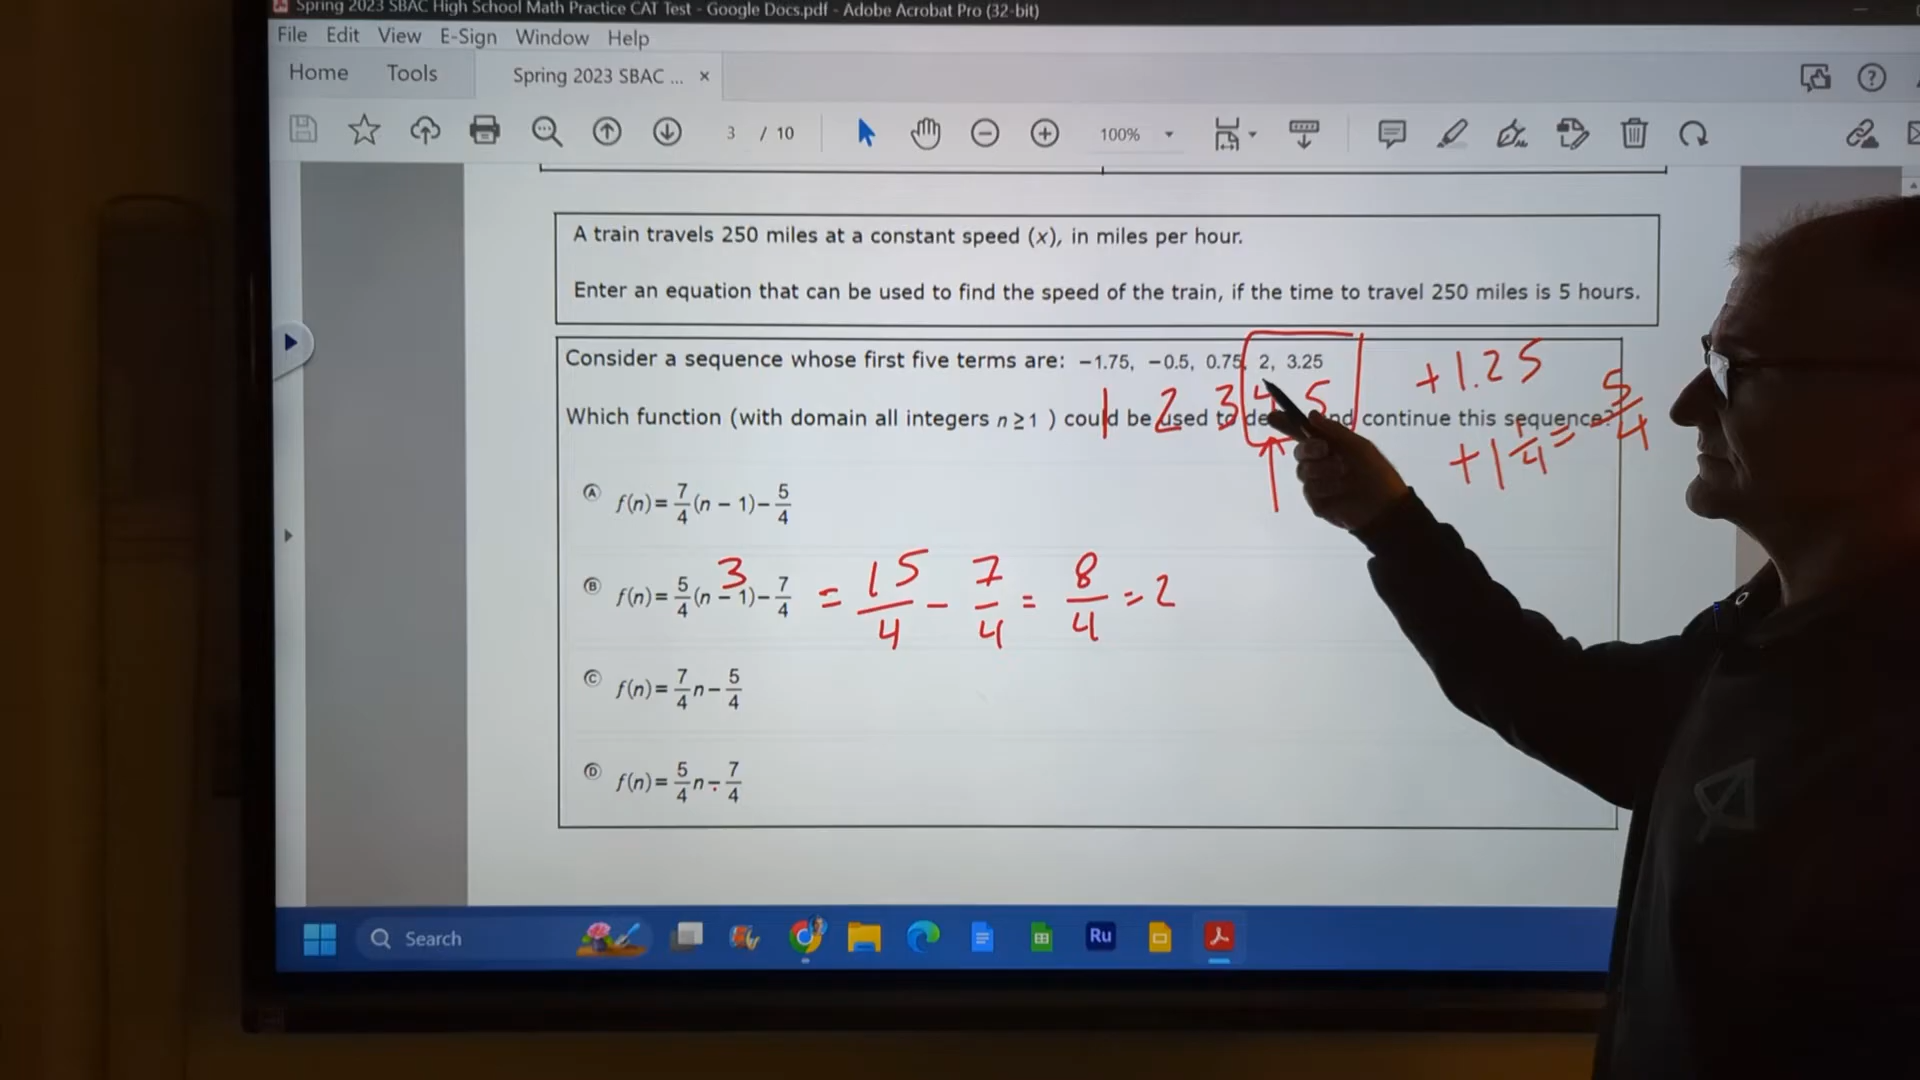 Spring 2023 SBAC High School Math Practice CAT Test - Google Docs.pdf - Adobe Acrobat Pro (32-bit)
File Edit View E-Sign Window Help
Home Tools Spring 2023 SBAC ... ×
3 / 10 100%
A train travels 250 miles at a constant speed (x), in miles per hour.
Enter an equation that can be used to find the speed of the train, if the time to travel 250 miles is 5 hours.
Consider a sequence whose first five terms are: −1.75, −0.5, 0.75, 2, 3.25
+1.25
1 2 3 4 5
Which function (with domain all integers n ≥ 1 ) could be used to de nd continue this sequence?
+1 1/4 = 5/4
A f(n) = 7/4 (n − 1) − 5/4
3
B f(n) = 5/4 (n − 1) − 7/4 = 15/4 − 7/4 = 8/4 = 2
C f(n) = 7/4 n − 5/4
D f(n) = 5/4 n − 7/4
Search Ru